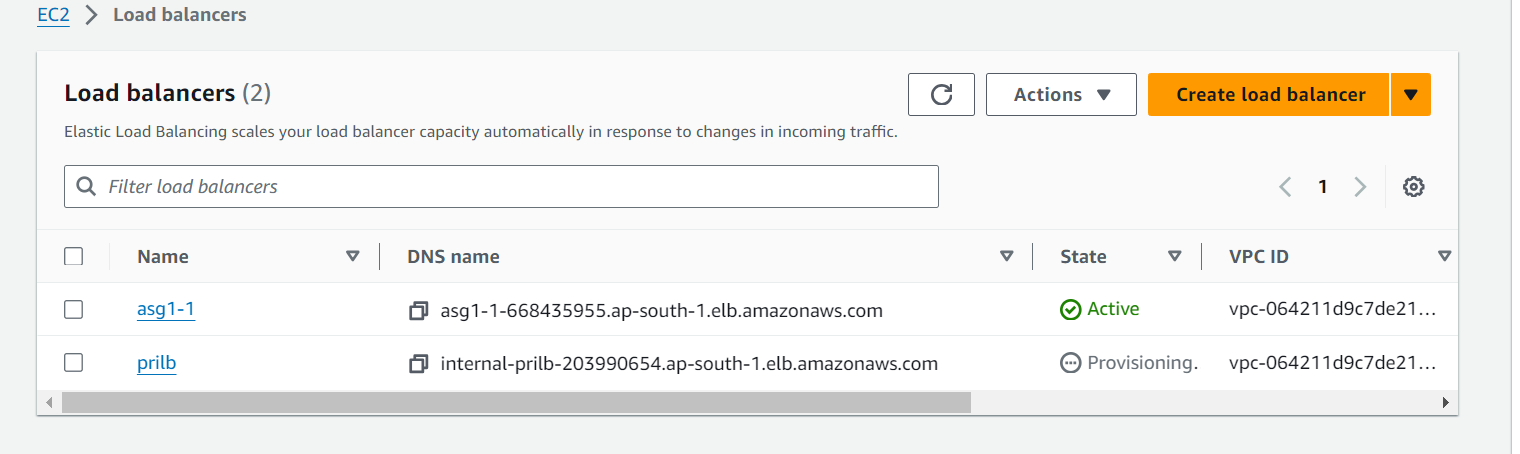 EC2 > Load balancers
Load balancers (2)
Actions
Create load balancer
Elastic Load Balancing scales your load balancer capacity automatically in response to changes in incoming traffic.
Filter load balancers
1
Name DNS name State VPC ID
asg1-1 asg1-1-668435955.ap-south-1.elb.amazonaws.com Active vpc-064211d9c7de21...
prilb internal-prilb-203990654.ap-south-1.elb.amazonaws.com Provisioning. vpc-064211d9c7de21...